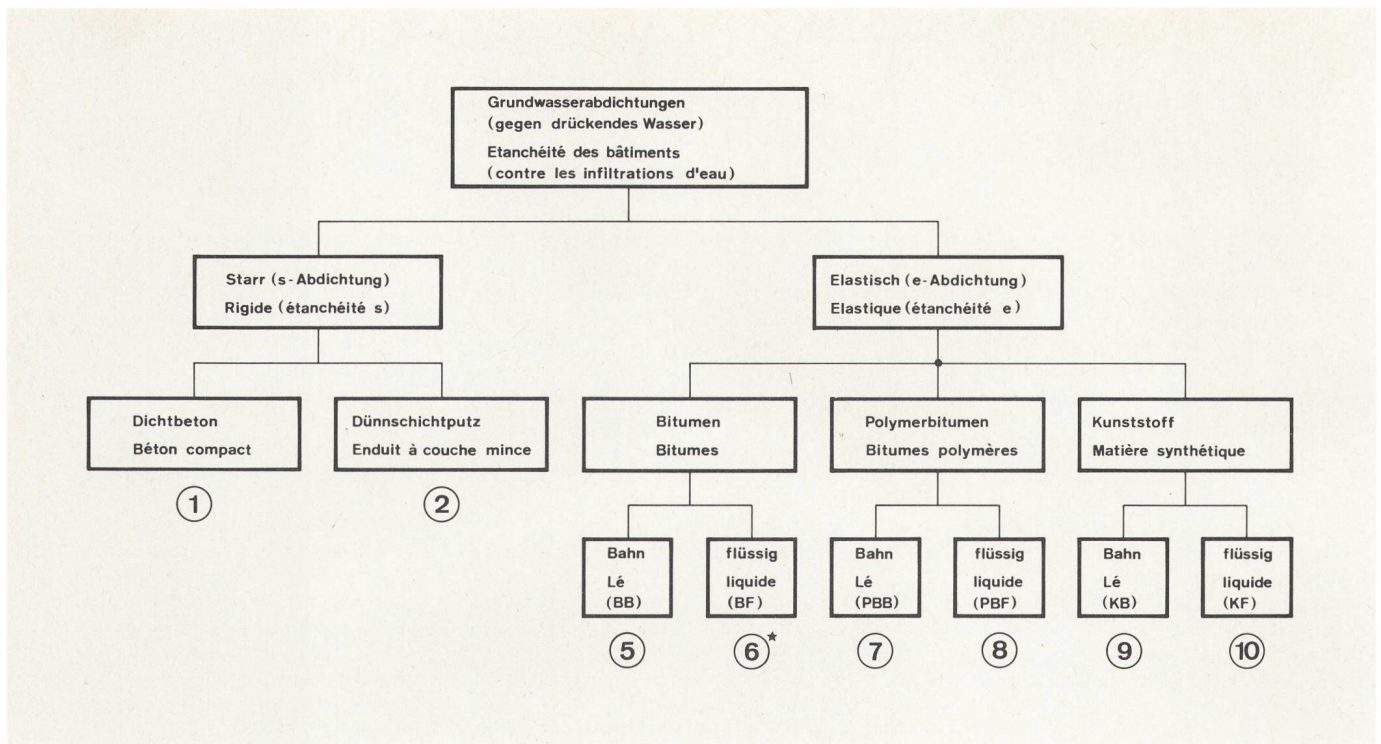 Grundwasserabdichtungen
(gegen drückendes Wasser)
Etanchéité des bâtiments
(contre les infiltrations d'eau)
Starr (s-Abdichtung)
Rigide (étanchéité s)
Elastisch (e-Abdichtung)
Elastique (étanchéité e)
Dichtbeton
Béton compact
1
Dünnschichtputz
Enduit à couche mince
2
Bitumen
Bitumes
Polymerbitumen
Bitumes polymères
Kunststoff
Matière synthétique
Bahn
Lé
(BB)
5
flüssig
liquide
(BF)
6★
Bahn
Lé
(PBB)
7
flüssig
liquide
(PBF)
8
Bahn
Lé
(KB)
9
flüssig
liquide
(KF)
10